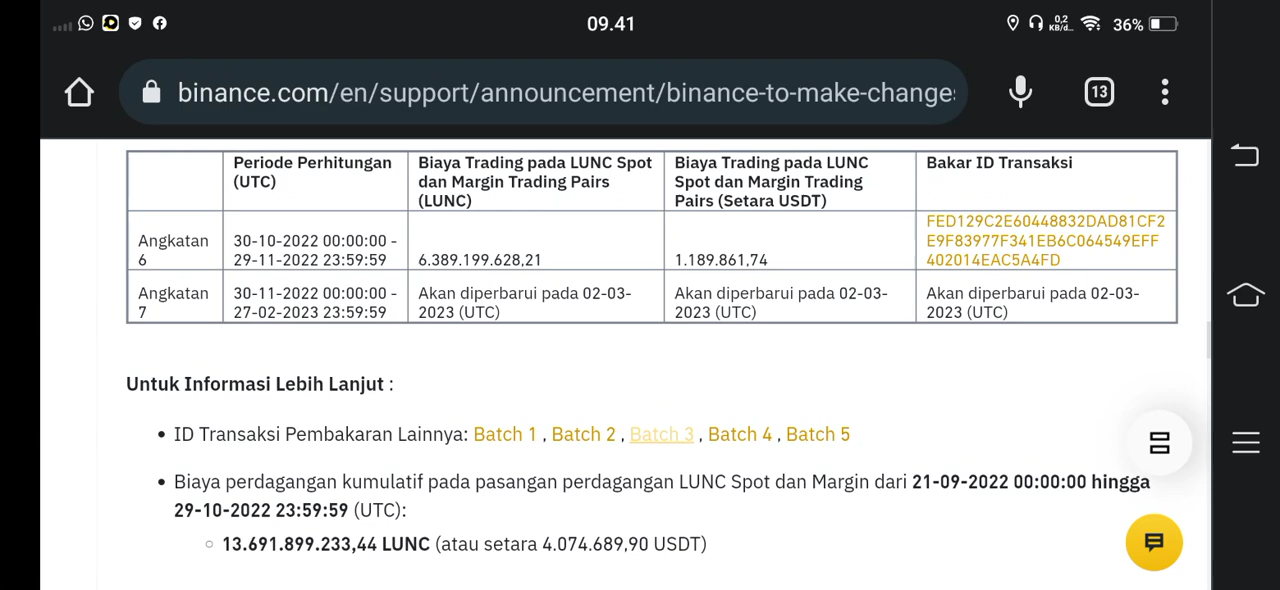 09.41
0,2
KB/d...
36%
binance.com/en/support/announcement/binance-to-make-change
13
Periode Perhitungan
(UTC)
Biaya Trading pada LUNC Spot
dan Margin Trading Pairs
(LUNC)
Biaya Trading pada LUNC
Spot dan Margin Trading
Pairs (Setara USDT)
Bakar ID Transaksi
Angkatan
6
30-10-2022 00:00:00 -
29-11-2022 23:59:59
6.389.199.628,21
1.189.861,74
FED129C2E60448832DAD81CF2
E9F83977F341EB6C064549EFF
402014EAC5A4FD
Angkatan
7
30-11-2022 00:00:00 -
27-02-2023 23:59:59
Akan diperbarui pada 02-03-
2023 (UTC)
Akan diperbarui pada 02-03-
2023 (UTC)
Akan diperbarui pada 02-03-
2023 (UTC)
Untuk Informasi Lebih Lanjut :
• ID Transaksi Pembakaran Lainnya: Batch 1 , Batch 2 , Batch 3 , Batch 4 , Batch 5
• Biaya perdagangan kumulatif pada pasangan perdagangan LUNC Spot dan Margin dari 21-09-2022 00:00:00 hingga
29-10-2022 23:59:59 (UTC):
◦ 13.691.899.233,44 LUNC (atau setara 4.074.689,90 USDT)